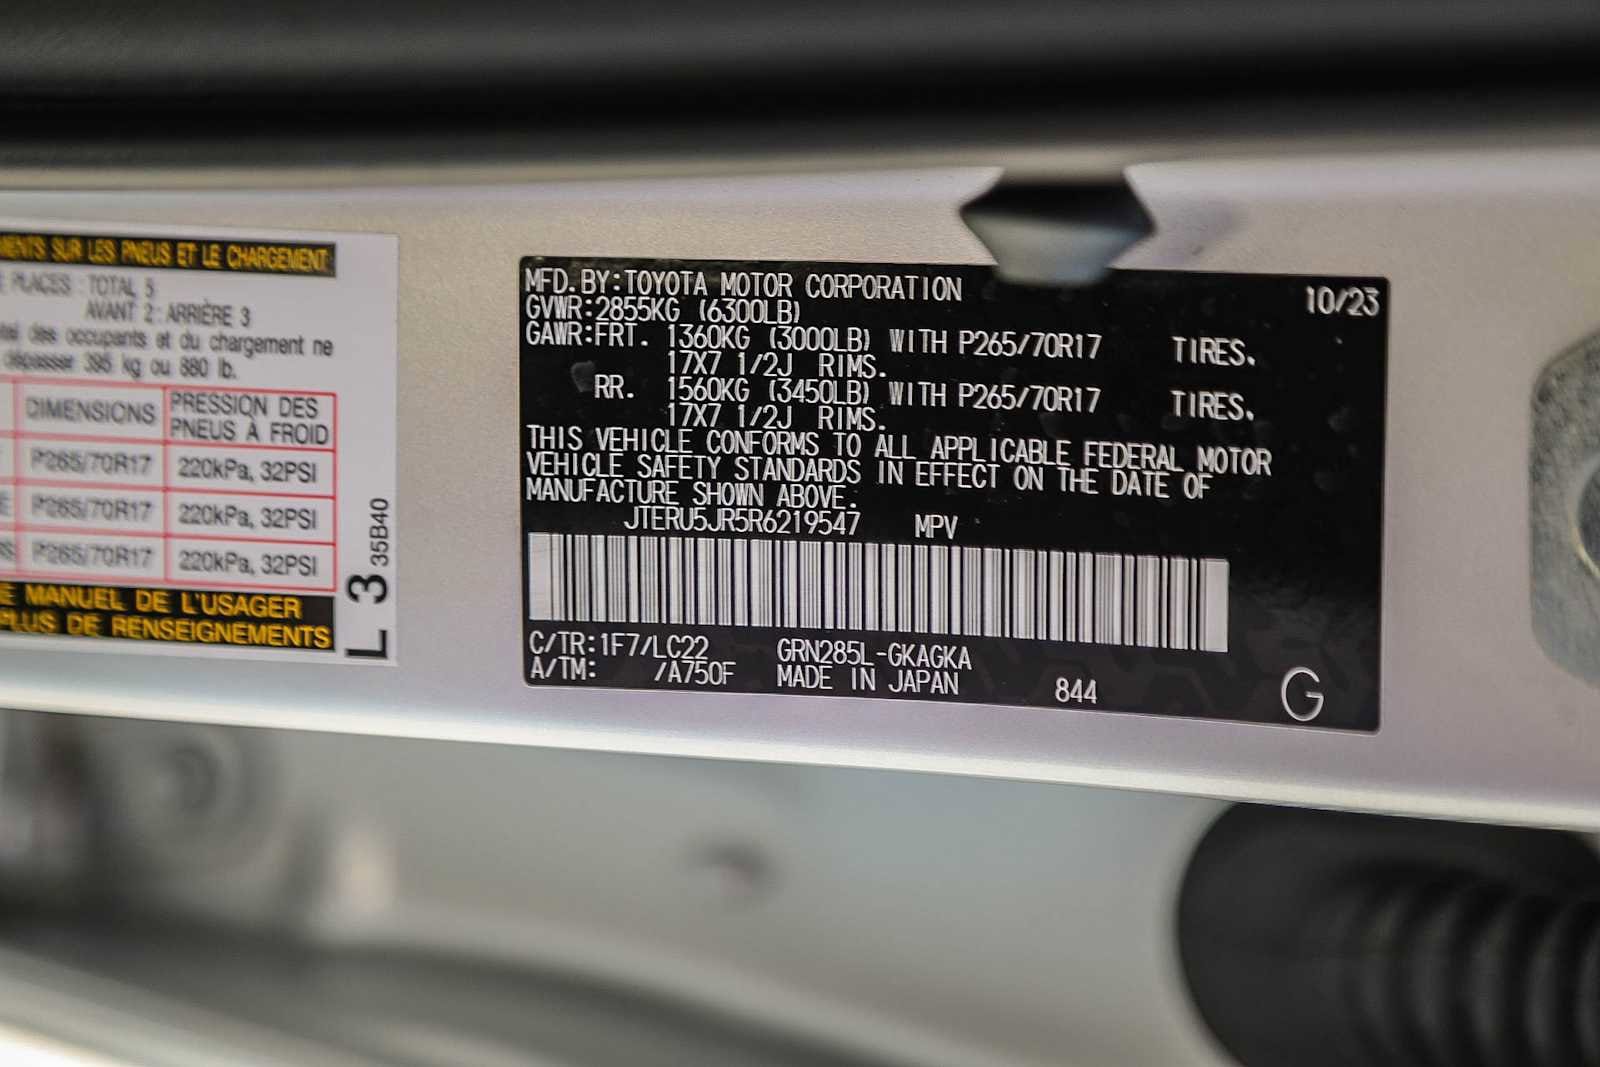 MENTS SUR LES PNEUS ET LE CHARGEMENT
PLACES : TOTAL 5
AVANT 2 : ARRIÈRE 3
des occupants et du chargement ne
dépasser 395 kg ou 880 lb.
DIMENSIONS PRESSION DES
PNEUS À FROID
P265/70R17 220kPa, 32PSI
P265/70R17 220kPa, 32PSI
P265/70R17 220kPa, 32PSI
MANUEL DE L'USAGER
PLUS DE RENSEIGNEMENTS
L 3 35B40
MFD. BY:TOYOTA MOTOR CORPORATION 10/23
GVWR:2855KG (6300LB)
GAWR:FRT. 1360KG (3000LB) WITH P265/70R17 TIRES,
17X7 1/2J RIMS.
RR. 1560KG (3450LB) WITH P265/70R17 TIRES,
17X7 1/2J RIMS.
THIS VEHICLE CONFORMS TO ALL APPLICABLE FEDERAL MOTOR
VEHICLE SAFETY STANDARDS IN EFFECT ON THE DATE OF
MANUFACTURE SHOWN ABOVE.
JTERU5JR5R6219547 MPV
C/TR:1F7/LC22 GRN285L-GKAGKA
A/TM: /A750F MADE IN JAPAN 844 G